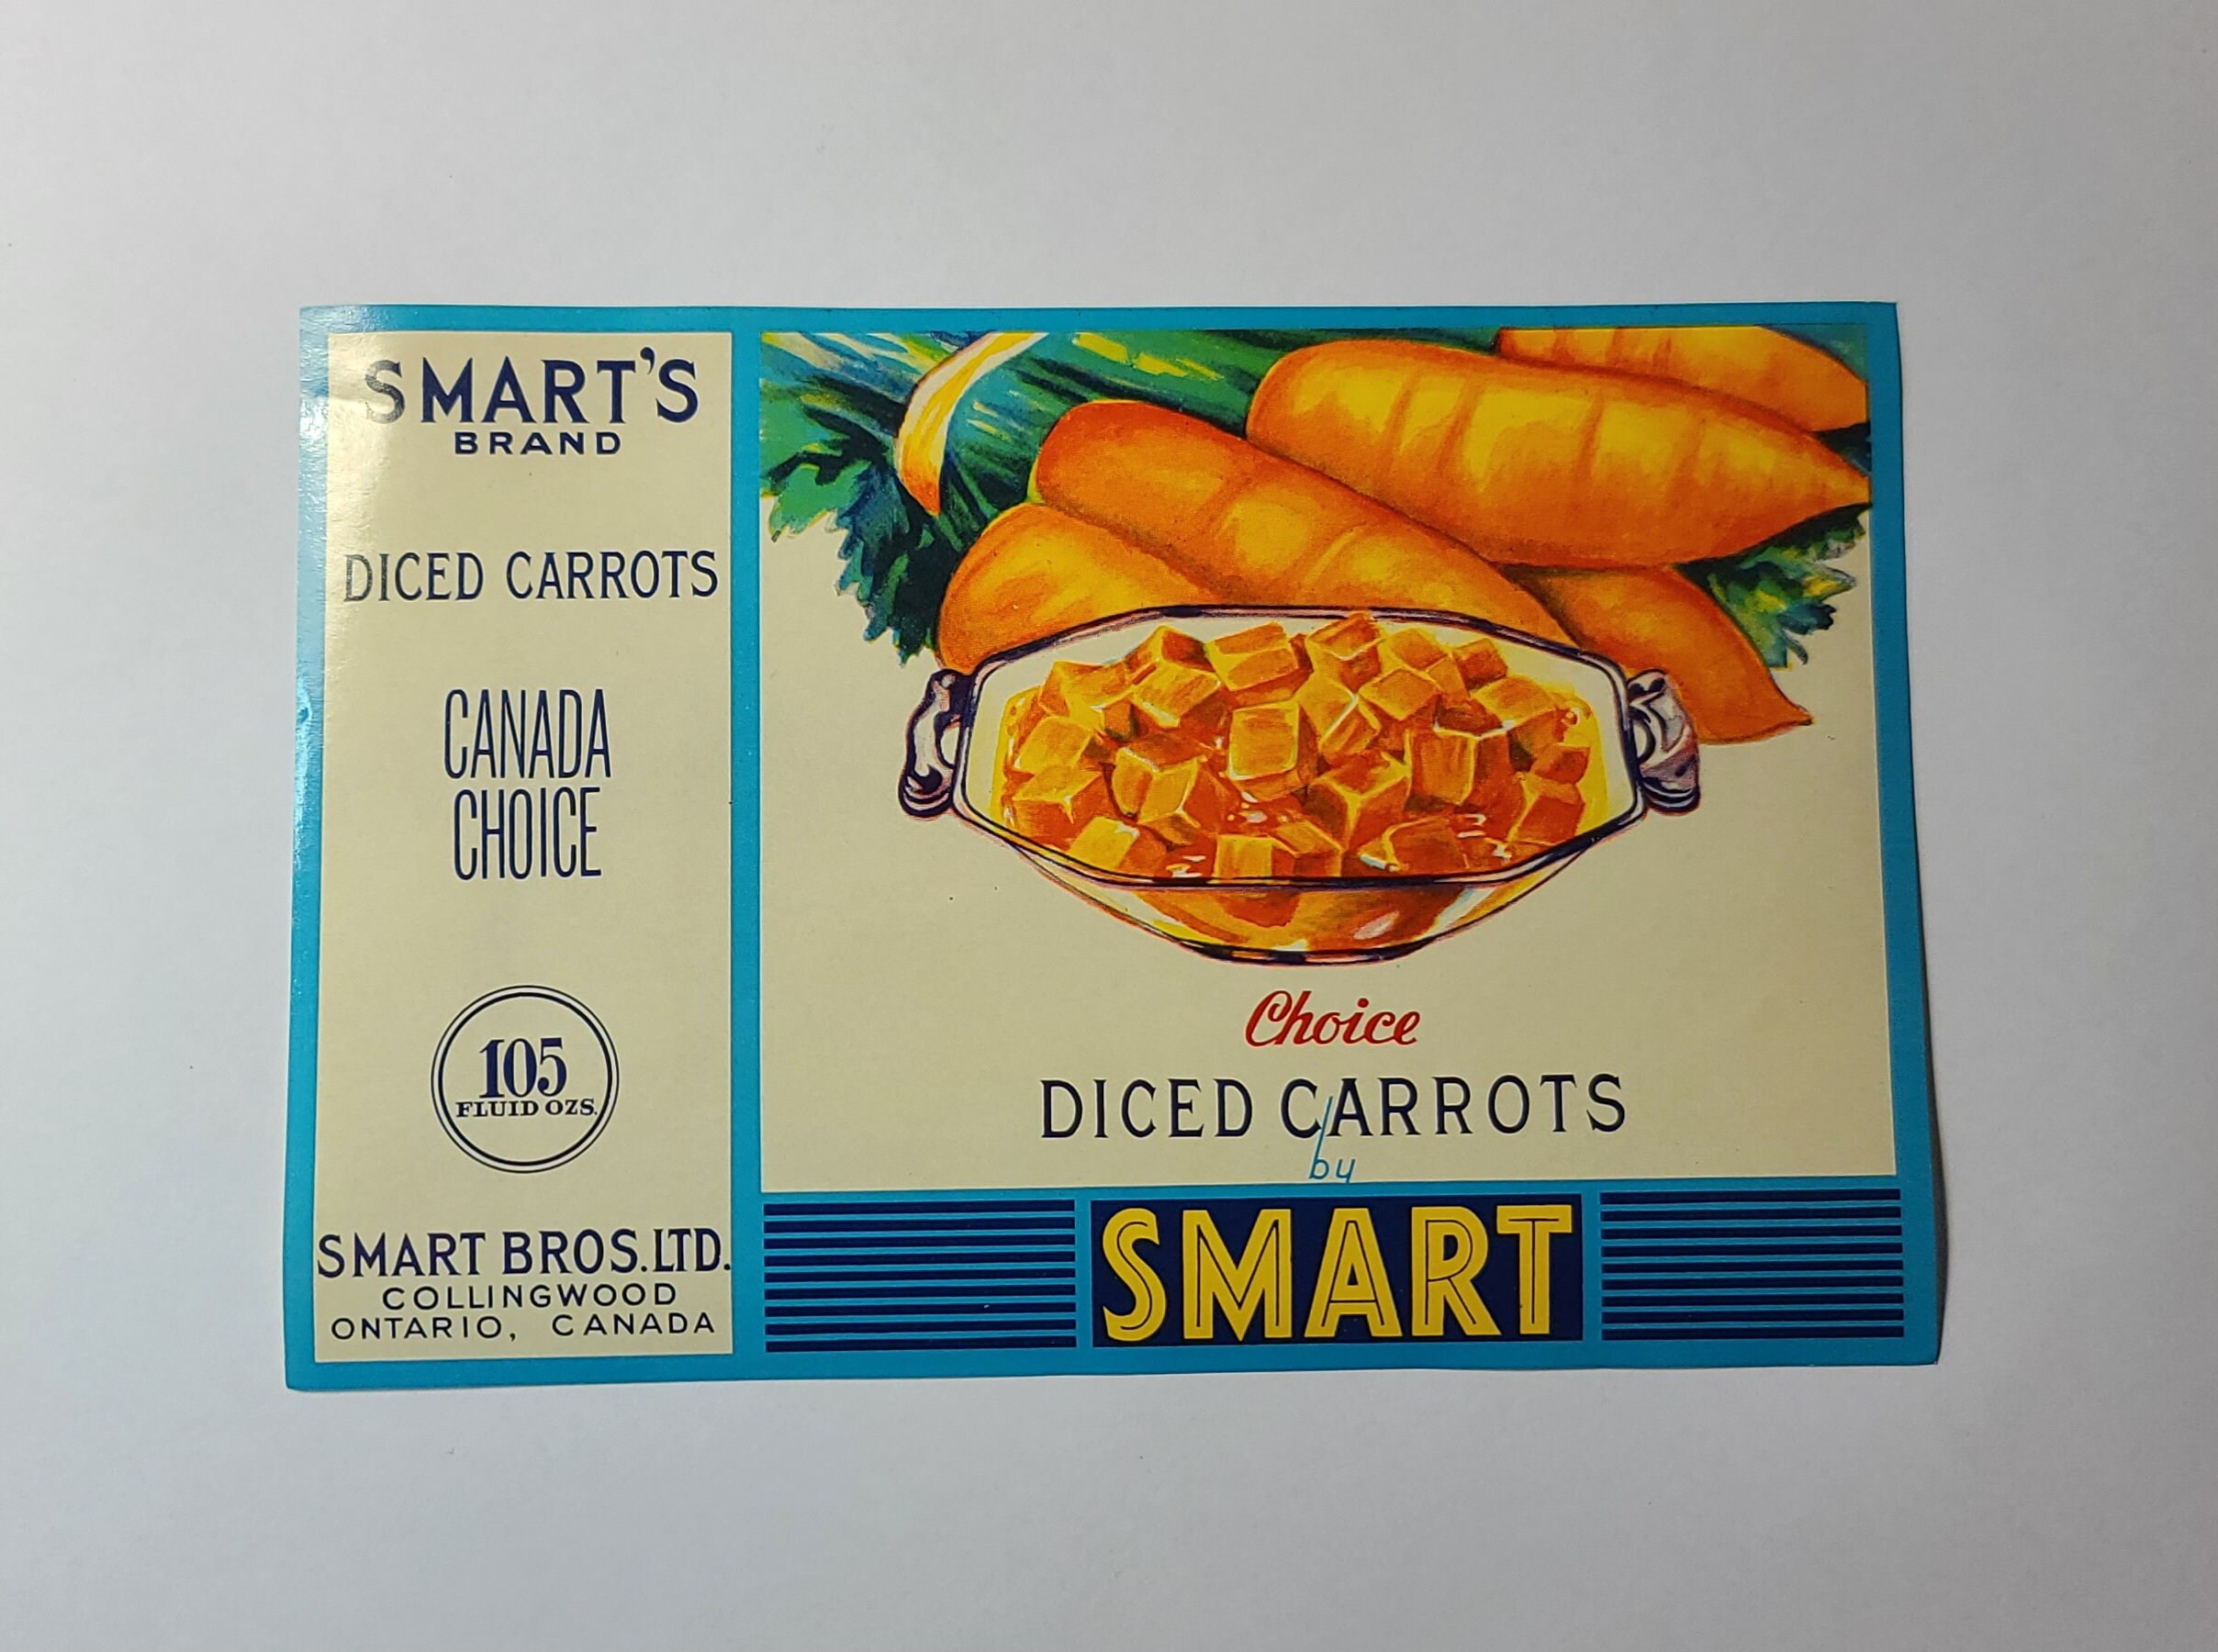 SMART'S
BRAND
DICED CARROTS
CANADA
CHOICE
105
FLUID OZS.
SMART BROS. LTD.
COLLINGWOOD
ONTARIO, CANADA
Choice
DICED CARROTS
by
SMART